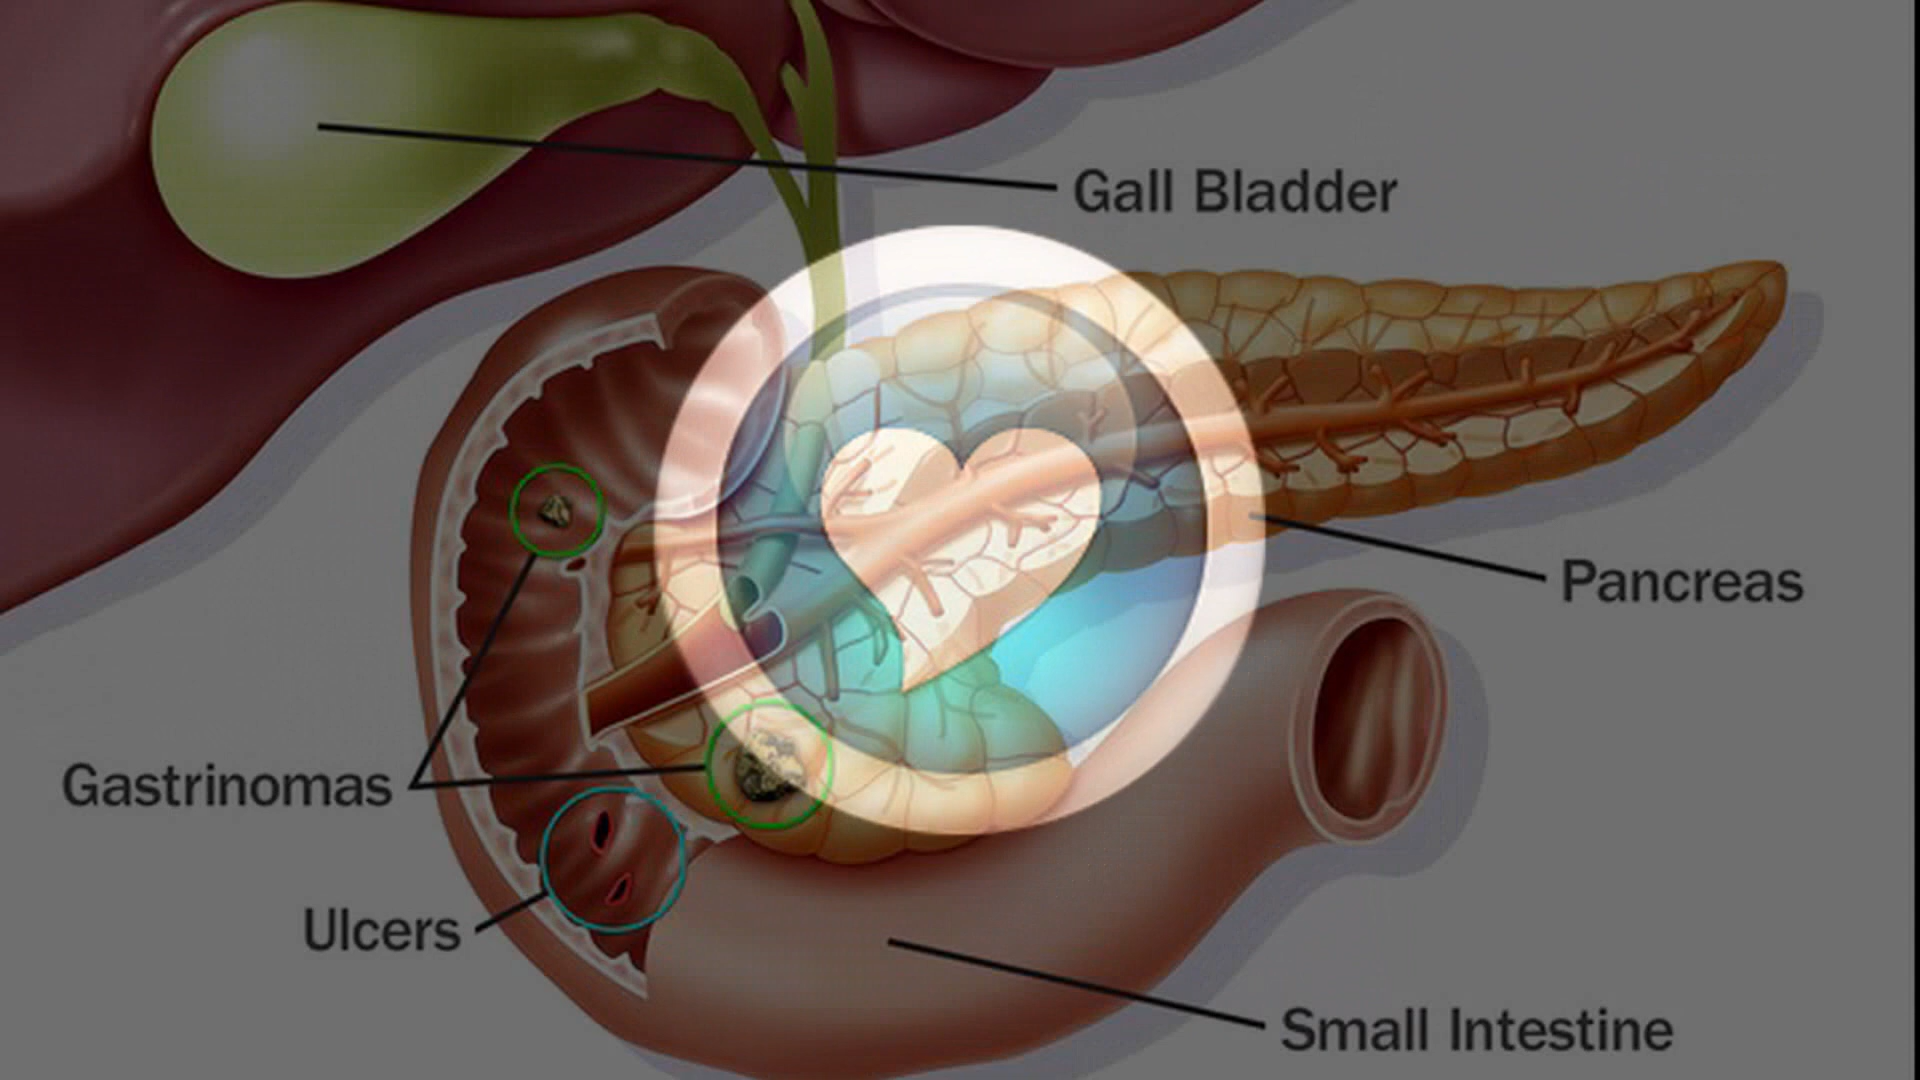 Gall Bladder
Pancreas
Gastrinomas
Ulcers
Small Intestine